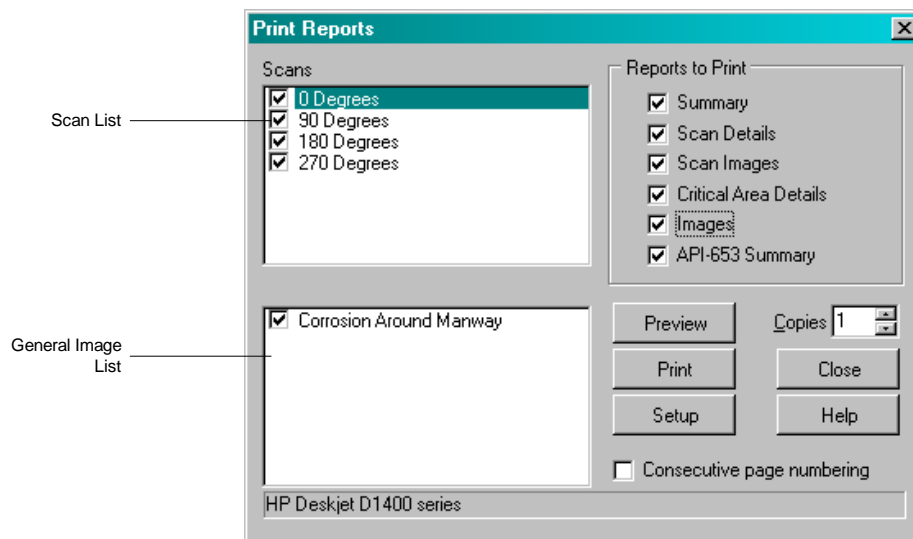 Print Reports
Scans
0 Degrees
90 Degrees
180 Degrees
270 Degrees
Scan List
Reports to Print
Summary
Scan Details
Scan Images
Critical Area Details
Images
API-653 Summary
Corrosion Around Manway
General Image
List
Preview
Copies 1
Print
Close
Setup
Help
Consecutive page numbering
HP Deskjet D1400 series